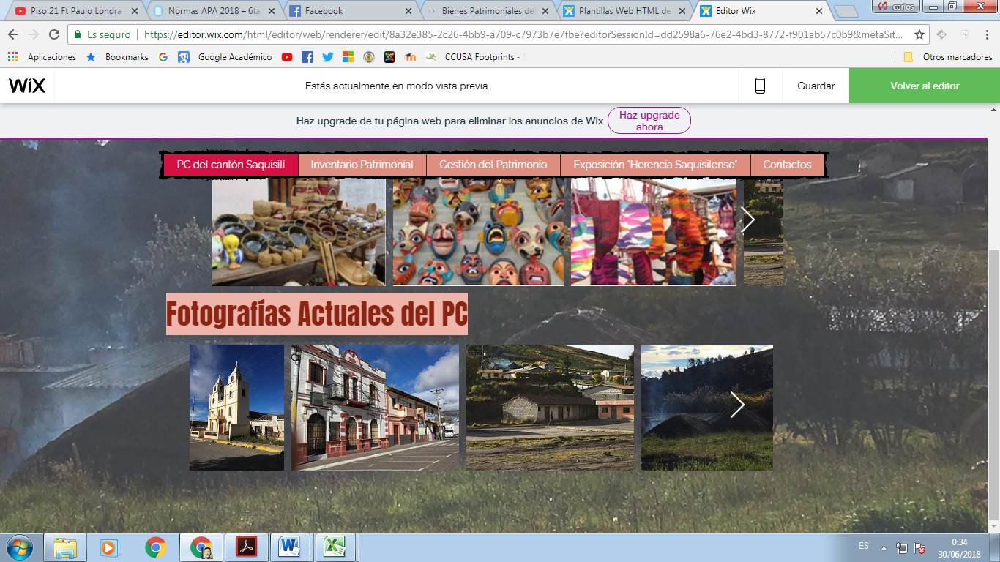 Piso 21 Ft Paulo Londra
Normas APA 2018 – 6ta
Facebook
Bienes Patrimoniales del
Plantillas Web HTML de
Editor Wix
carlos
Es seguro
https://editor.wix.com/html/editor/web/renderer/edit/8a32e385-2c26-4bb9-a709-c7973b7e7fbe?editorSessionId=dd2598a6-76e2-4bd3-8772-f901ab57c0b9&metaSit...
Aplicaciones
Bookmarks
Google Académico
CCUSA Footprints -
Otros marcadores
WiX
Estás actualmente en modo vista previa
Guardar
Volver al editor
Haz upgrade de tu página web para eliminar los anuncios de Wix
Haz upgrade
ahora
PC del cantón Saquisilí
Inventario Patrimonial
Gestión del Patrimonio
Exposición "Herencia Saquisilense"
Contactos
Fotografías Actuales del PC
ES
0:34
30/06/2018